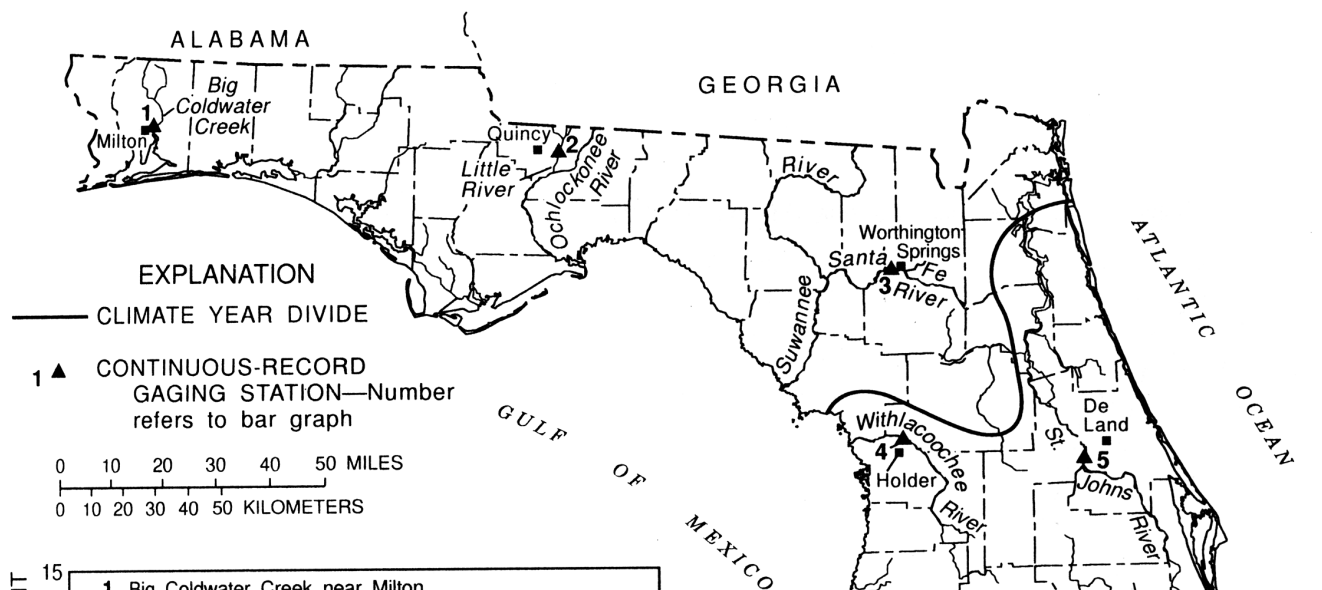 ALABAMA
GEORGIA
Big
Coldwater
Creek
1
Milton
Quincy
2
Little
River
Ochlockonee
River
River
Worthington
Springs
Santa
Fe
3
River
Suwannee
ATLANTIC
OCEAN
EXPLANATION
CLIMATE YEAR DIVIDE
1 CONTINUOUS-RECORD
GAGING STATION—Number
refers to bar graph
0 10 20 30 40 50 MILES
0 10 20 30 40 50 KILOMETERS
GULF
OF
MEXICO
Withlacoochee
River
4
Holder
De
Land
St.
5
Johns
River
15
1 Big Coldwater Creek near Milton